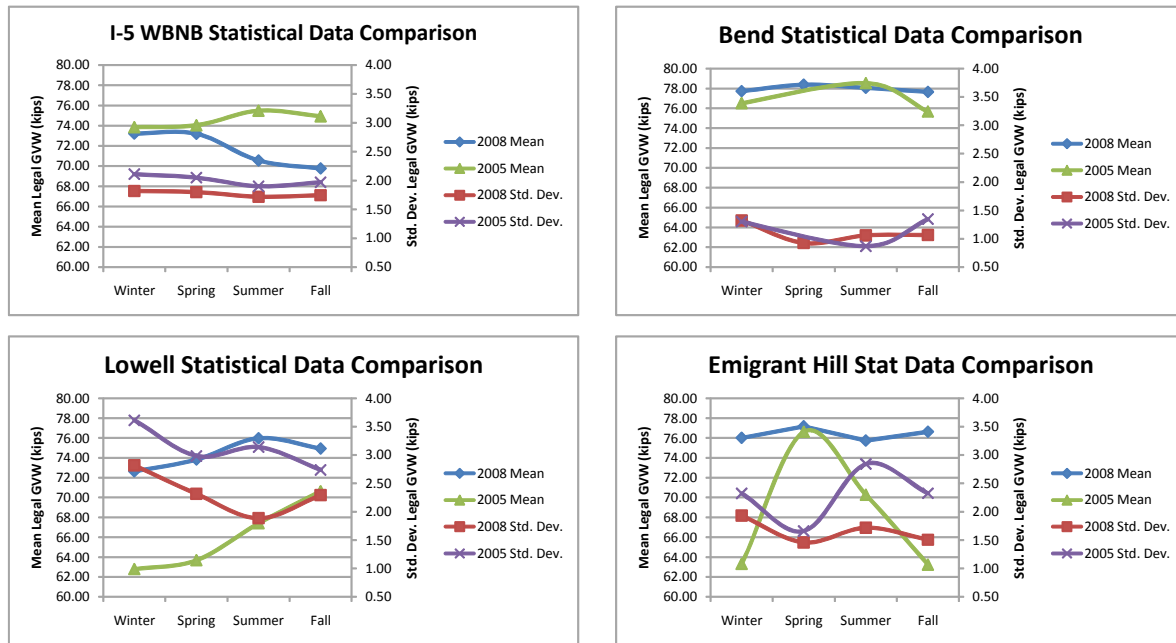 I-5 WBNB Statistical Data Comparison
Mean Legal GVW (kips)
80.00
78.00
76.00
74.00
72.00
70.00
68.00
66.00
64.00
62.00
60.00
4.00
3.50
3.00
2.50
2.00
1.50
1.00
0.50
Std. Dev. Legal GVW (kips)
Winter Spring Summer Fall
2008 Mean
2005 Mean
2008 Std. Dev.
2005 Std. Dev.
Bend Statistical Data Comparison
Mean Legal GVW (kips)
80.00
78.00
76.00
74.00
72.00
70.00
68.00
66.00
64.00
62.00
60.00
4.00
3.50
3.00
2.50
2.00
1.50
1.00
0.50
Std. Dev. Legal GVW (kips)
Winter Spring Summer Fall
2008 Mean
2005 Mean
2008 Std. Dev.
2005 Std. Dev.
Lowell Statistical Data Comparison
Mean Legal GVW (kips)
80.00
78.00
76.00
74.00
72.00
70.00
68.00
66.00
64.00
62.00
60.00
4.00
3.50
3.00
2.50
2.00
1.50
1.00
0.50
Std. Dev. Legal GVW (kips)
Winter Spring Summer Fall
2008 Mean
2005 Mean
2008 Std. Dev.
2005 Std. Dev.
Emigrant Hill Stat Data Comparison
Mean Legal GVW (kips)
80.00
78.00
76.00
74.00
72.00
70.00
68.00
66.00
64.00
62.00
60.00
4.00
3.50
3.00
2.50
2.00
1.50
1.00
0.50
Std. Dev. Legal GVW (kips)
Winter Spring Summer Fall
2008 Mean
2005 Mean
2008 Std. Dev.
2005 Std. Dev.